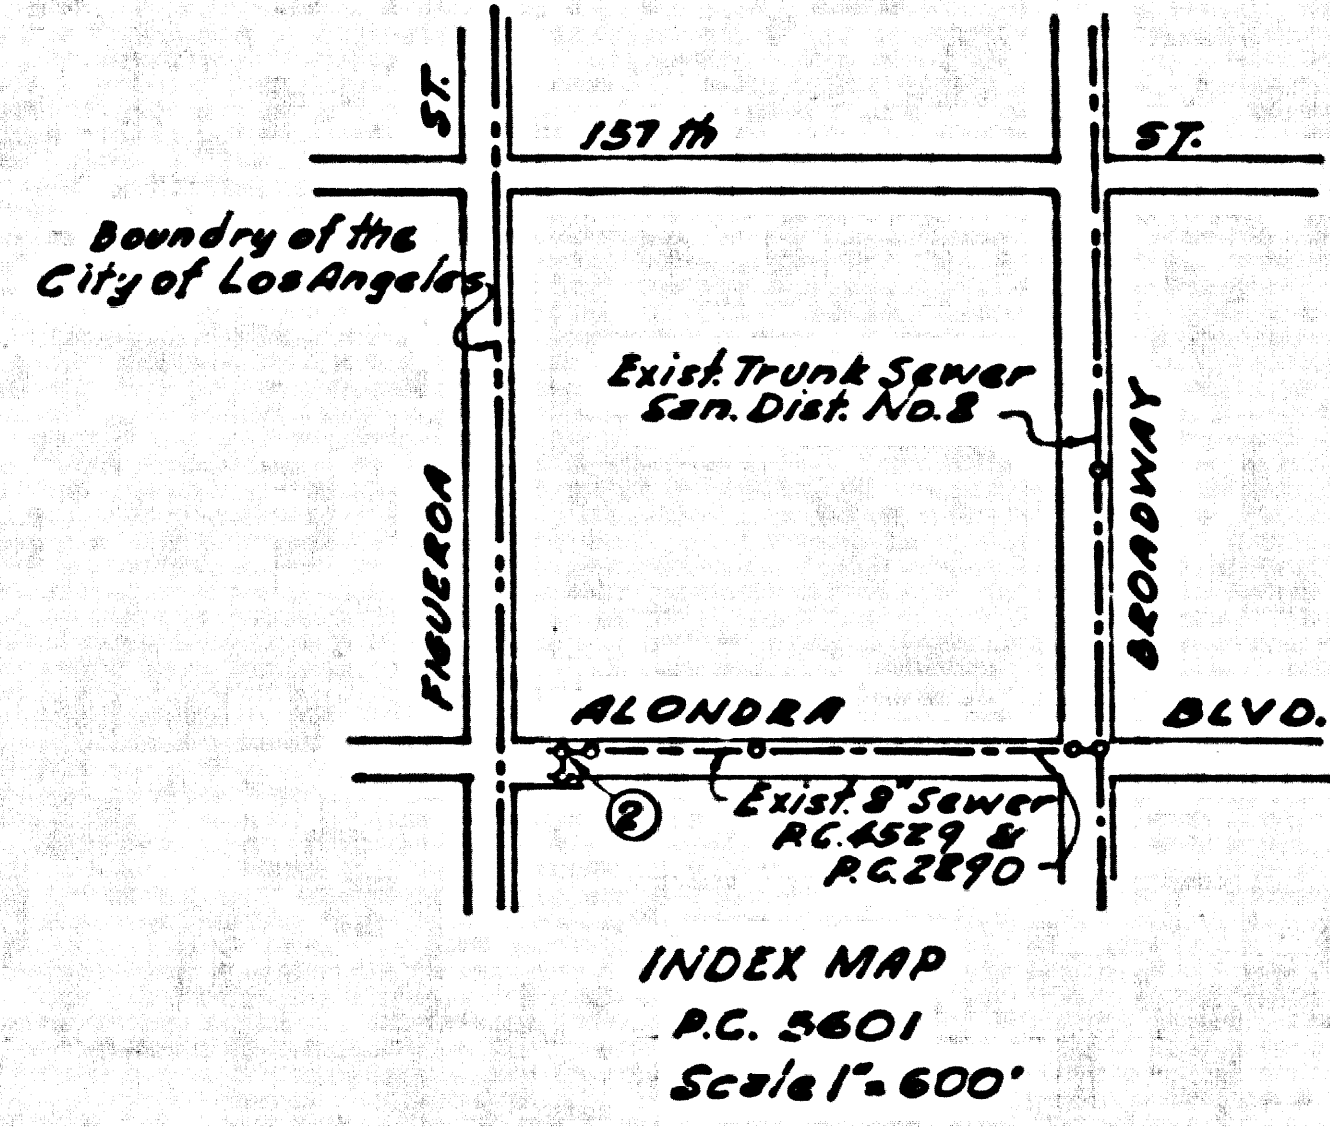 ST.
157 th ST.
Boundry of the
City of Los Angeles
Exist. Trunk Sewer
San. Dist. No. 8
BROADWAY
FIGUEROA
ALONDRA BLVD.
2
Exist. 8" Sewer
P.C. 4529 &
P.C. 2890
INDEX MAP
P.C. 5601
Scale 1" = 600'